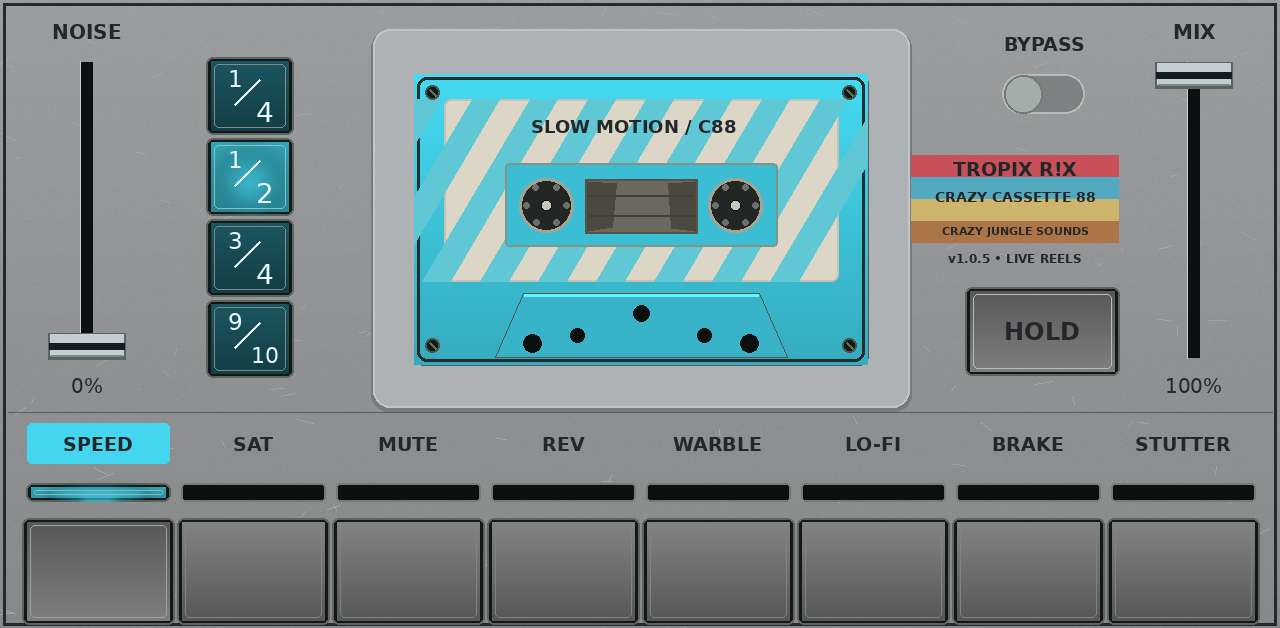 NOISE
MIX
BYPASS
1/4
1/2
3/4
9/10
SLOW MOTION / C88
TROPIX R!X
CRAZY CASSETTE 88
CRAZY JUNGLE SOUNDS
v1.0.5 • LIVE REELS
HOLD
0%
100%
SPEED
SAT
MUTE
REV
WARBLE
LO-FI
BRAKE
STUTTER